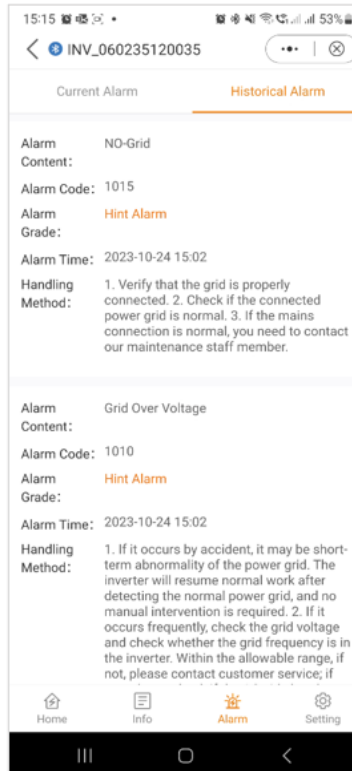 15:15
53%
INV_060235120035
Current Alarm
Historical Alarm
Alarm Content: NO-Grid
Alarm Code: 1015
Alarm Grade: Hint Alarm
Alarm Time: 2023-10-24 15:02
Handling Method: 1. Verify that the grid is properly
connected. 2. Check if the connected
power grid is normal. 3. If the mains
connection is normal, you need to contact
our maintenance staff member.
Alarm Content: Grid Over Voltage
Alarm Code: 1010
Alarm Grade: Hint Alarm
Alarm Time: 2023-10-24 15:02
Handling Method: 1. If it occurs by accident, it may be short-
term abnormality of the power grid. The
inverter will resume normal work after
detecting the normal power grid, and no
manual intervention is required. 2. If it
occurs frequently, check the grid voltage
and check whether the grid frequency is in
the inverter. Within the allowable range, if
not, please contact customer service; if
Home
Info
Alarm
Setting